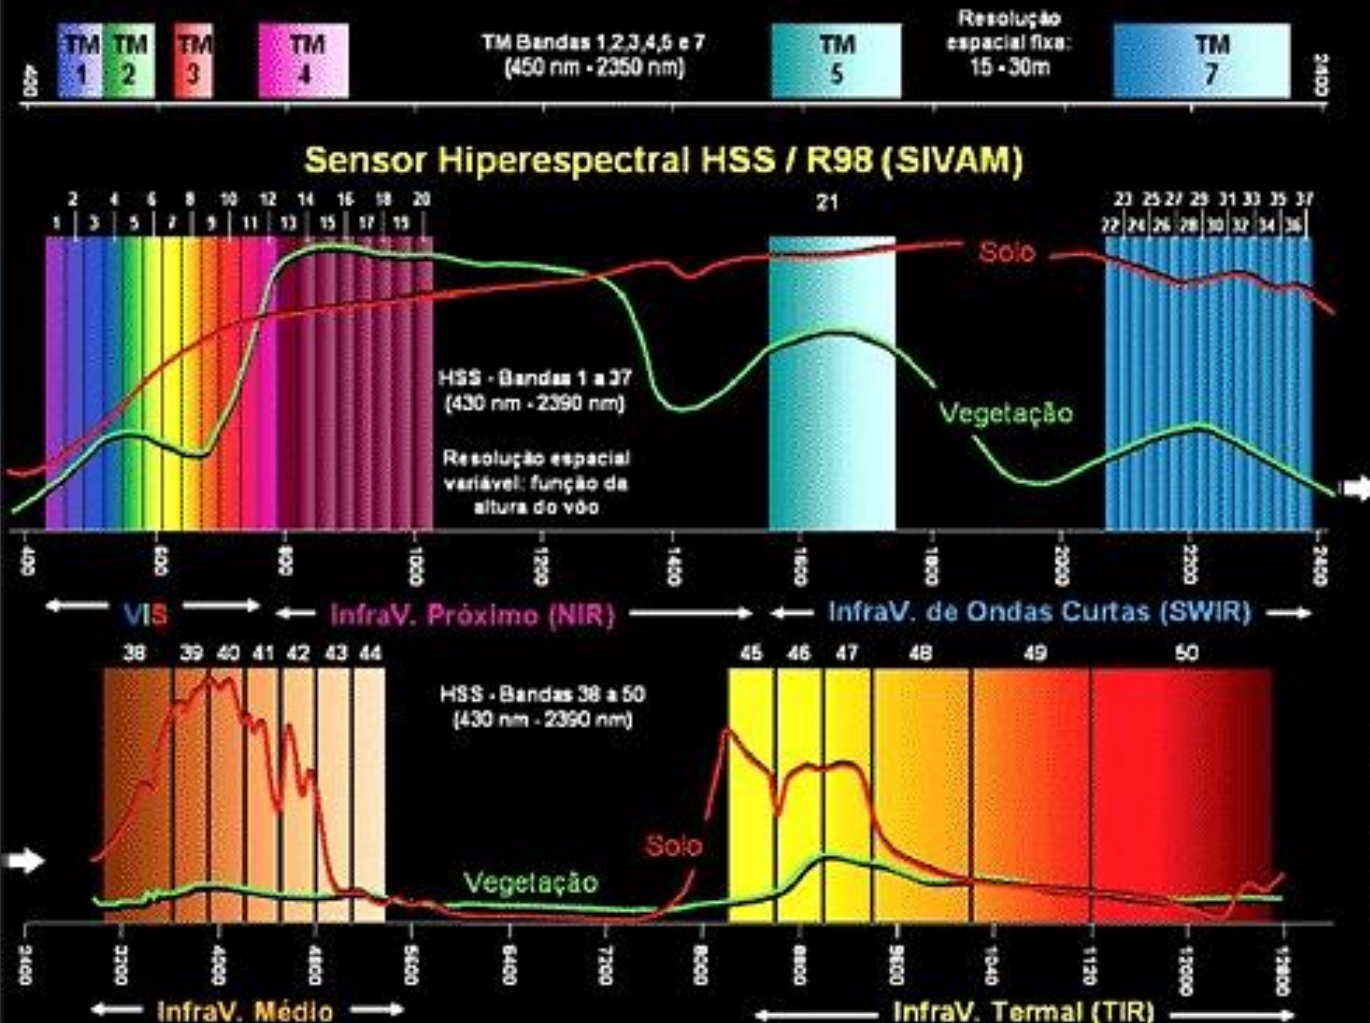 TM 1
TM 2
TM 3
TM 4
TM Bandas 1,2,3,4,5 e 7
(450 nm - 2350 nm)
TM 5
Resolução
espacial fixa:
15 - 30m
TM 7
400
2400
Sensor Hiperespectral HSS / R98 (SIVAM)
2 4 6 8 10 12 14 16 18 20
1 3 5 7 9 11 13 15 17 19
21
23 25 27 29 31 33 35 37
22 24 26 28 30 32 34 36
Solo
HSS - Bandas 1 a 37
(430 nm - 2390 nm)
Vegetação
Resolução espacial
variável: função da
altura do vôo
400 600 800 1000 1200 1400 1600 1800 2000 2200 2400
VIS
InfraV. Próximo (NIR)
InfraV. de Ondas Curtas (SWIR)
38 39 40 41 42 43 44
45 46 47 48 49 50
HSS - Bandas 38 a 50
(430 nm - 2390 nm)
Solo
Vegetação
2400 3200 4000 4800 5600 6400 7200 8000 8800 9600 1040 1120 12000 12800
InfraV. Médio
InfraV. Termal (TIR)